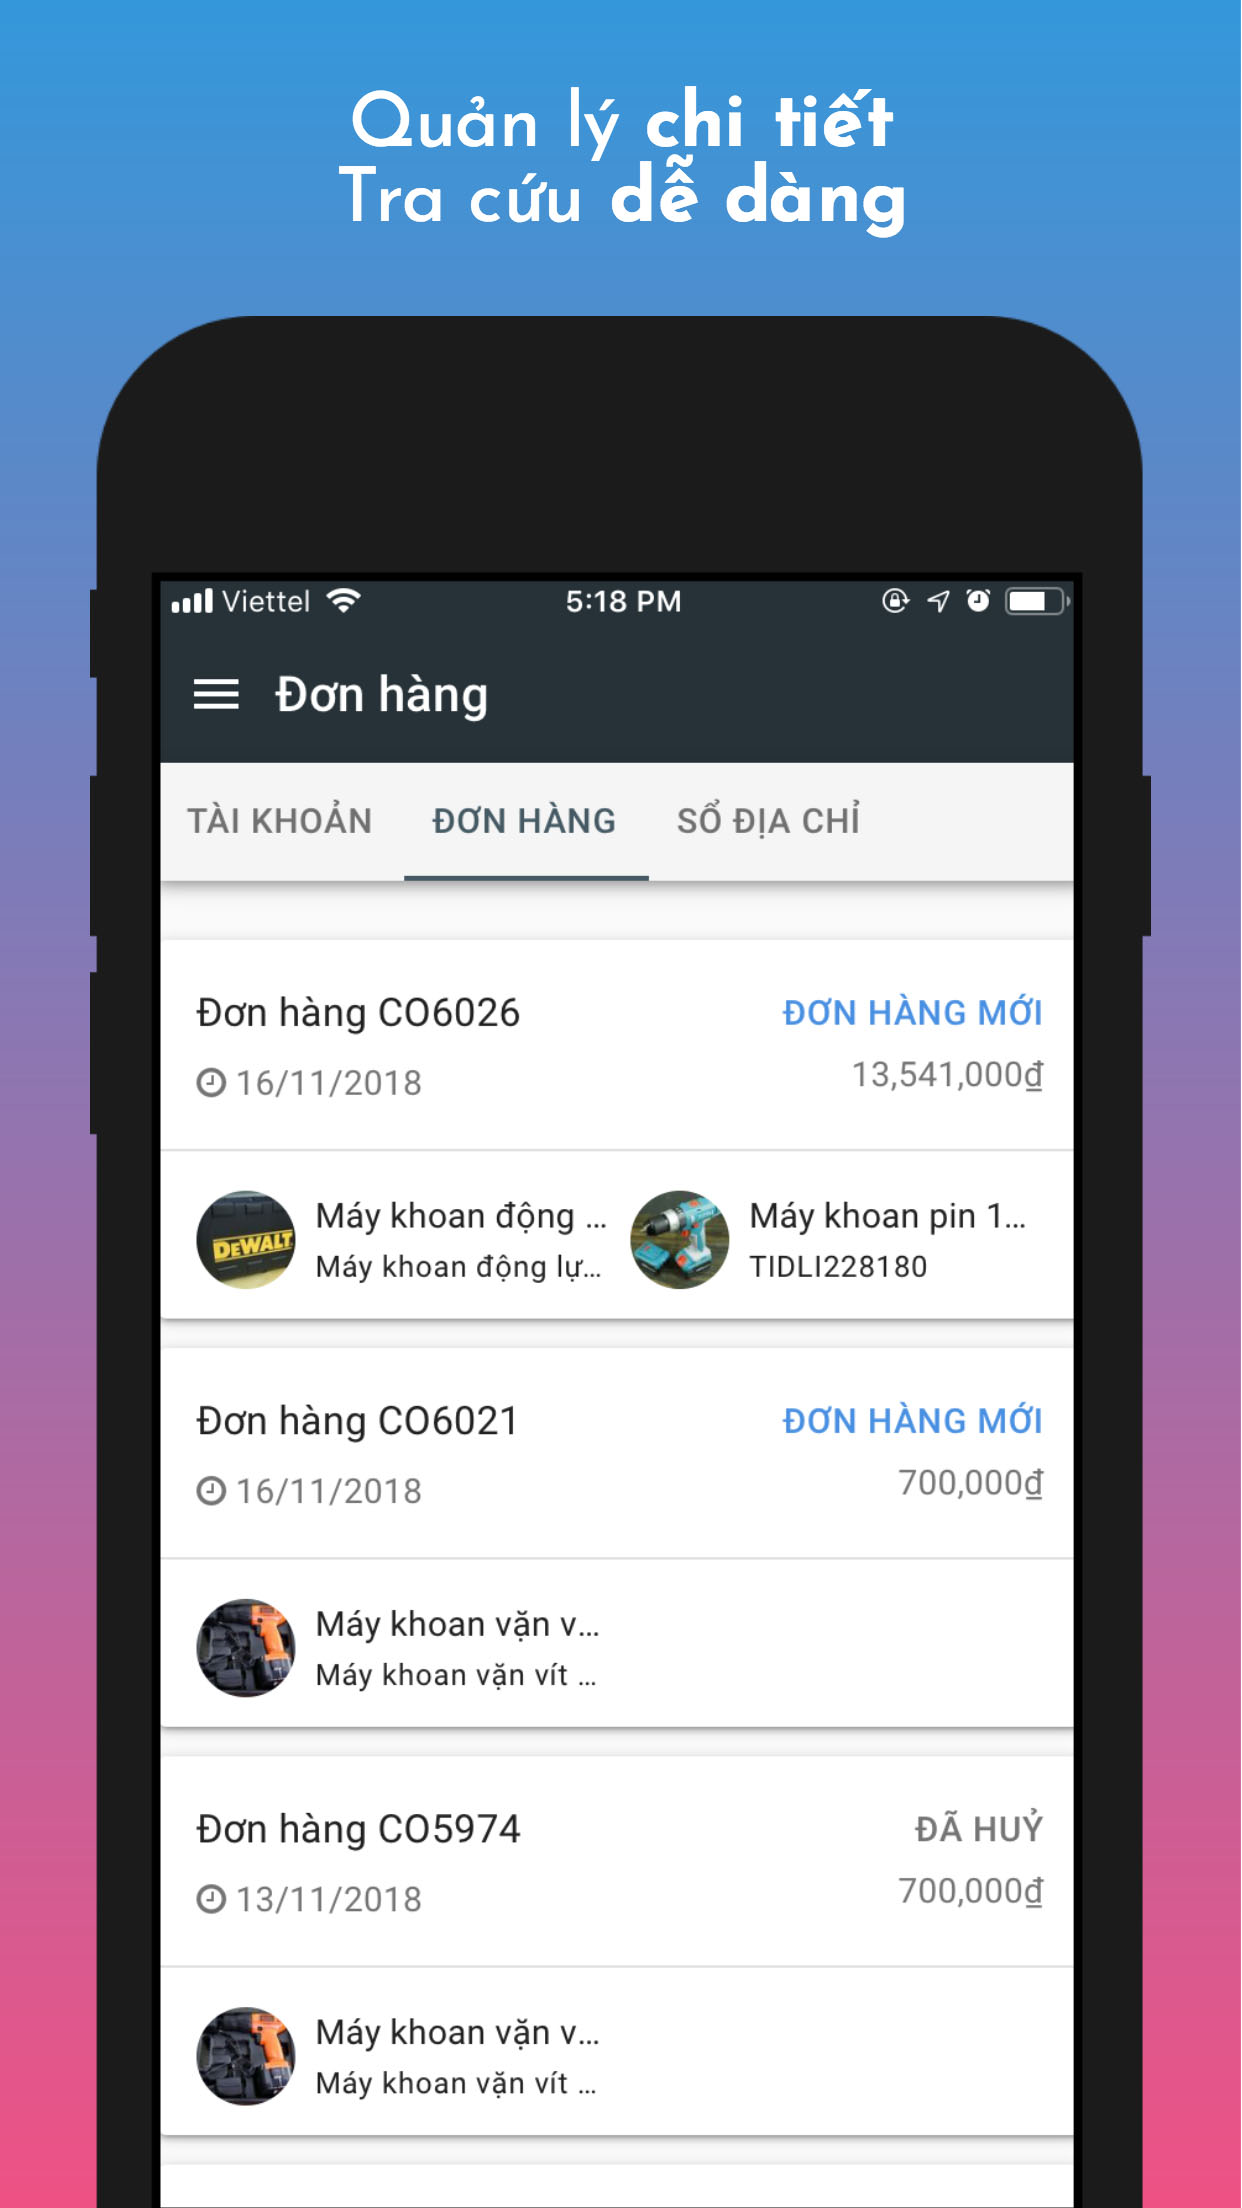 Quản lý chi tiết
Tra cứu dễ dàng
Viettel 5:18 PM
Đơn hàng
TÀI KHOẢN ĐƠN HÀNG SỔ ĐỊA CHỈ
Đơn hàng CO6026 ĐƠN HÀNG MỚI
16/11/2018 13,541,000₫
DEWALT
Máy khoan động ... Máy khoan pin 1...
Máy khoan động lự... TIDLI228180
Đơn hàng CO6021 ĐƠN HÀNG MỚI
16/11/2018 700,000₫
Máy khoan vặn v...
Máy khoan vặn vít ...
Đơn hàng CO5974 ĐÃ HUỶ
13/11/2018 700,000₫
Máy khoan vặn v...
Máy khoan vặn vít ...